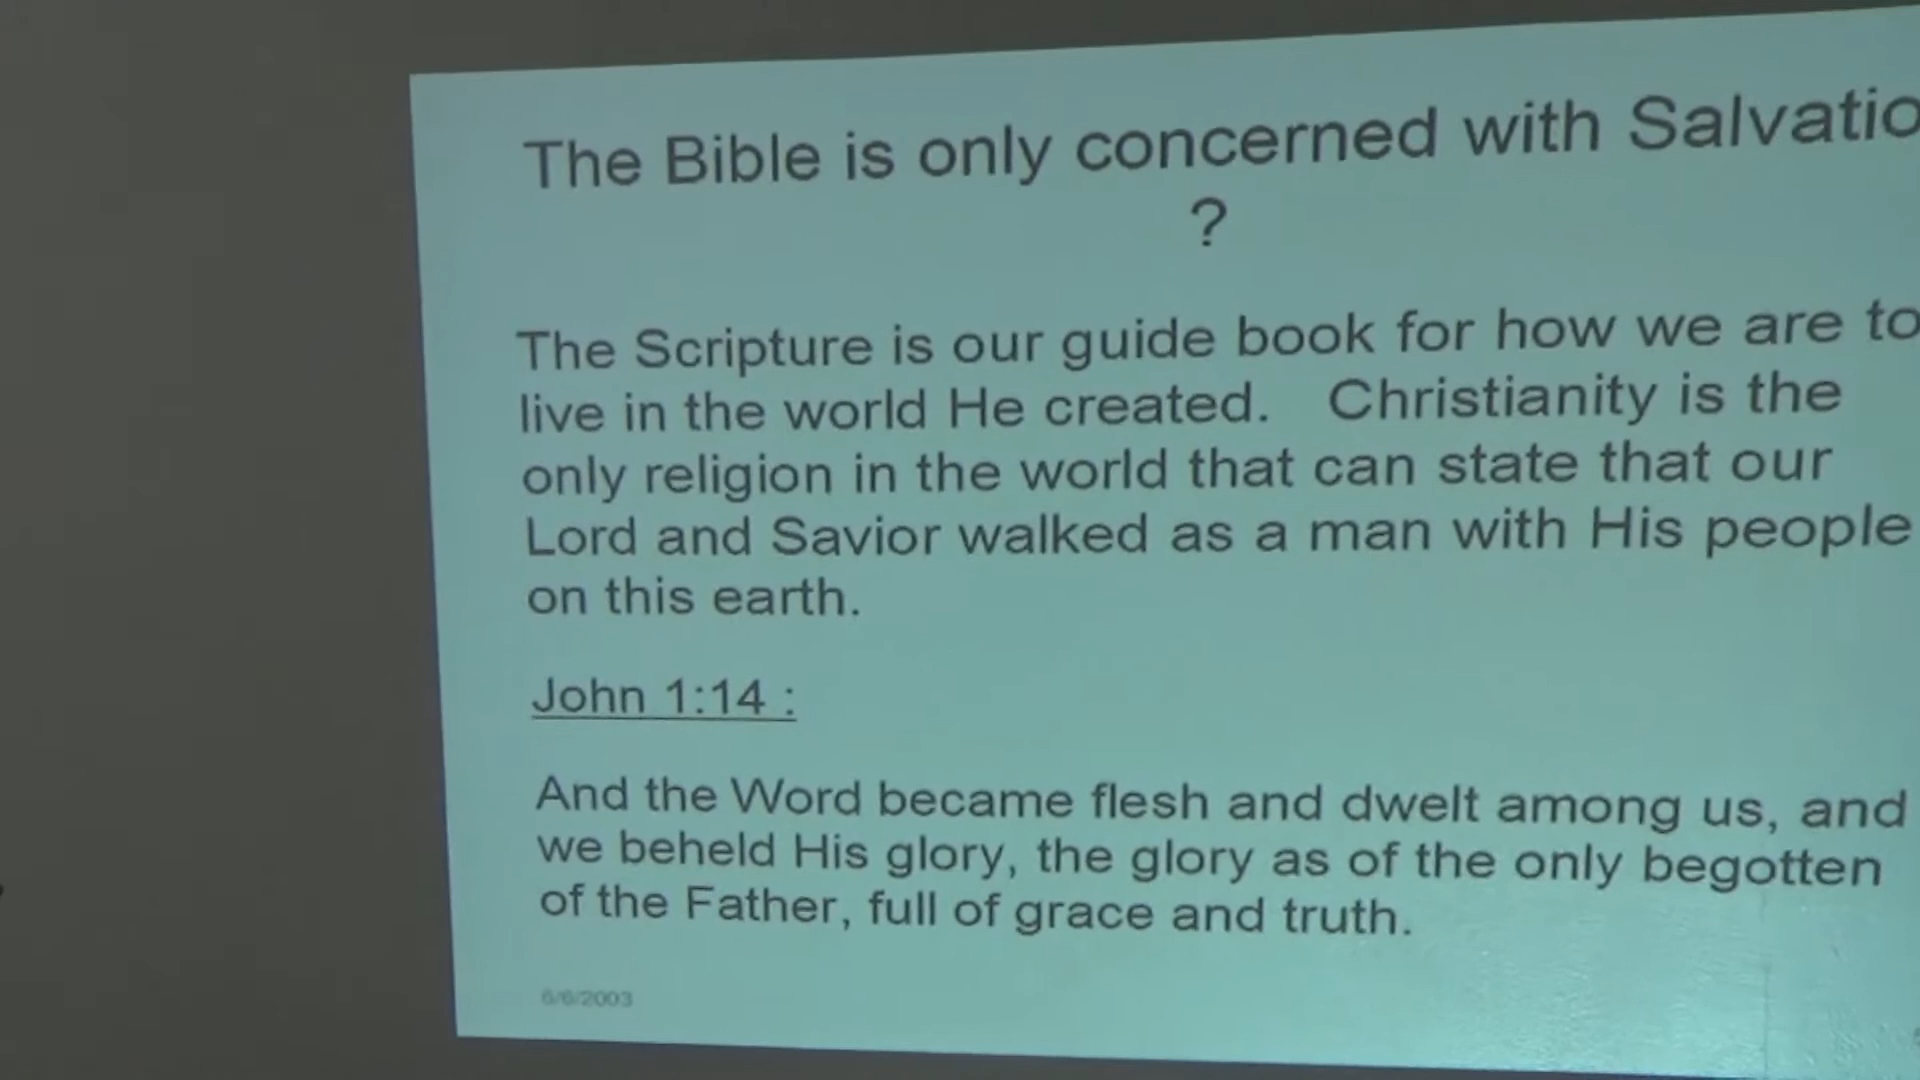 The Bible is only concerned with Salvatio
?
The Scripture is our guide book for how we are to
live in the world He created. Christianity is the
only religion in the world that can state that our
Lord and Savior walked as a man with His people
on this earth.
John 1:14 :
And the Word became flesh and dwelt among us, and
we beheld His glory, the glory as of the only begotten
of the Father, full of grace and truth.
6/6/2003